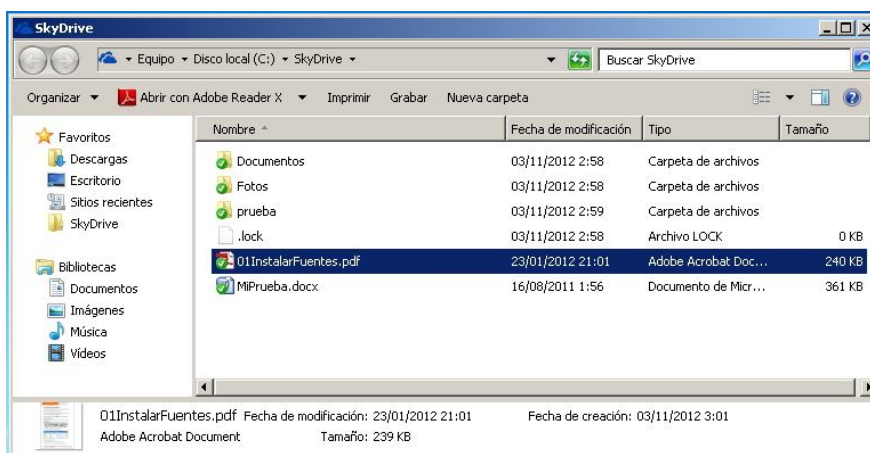 SkyDrive
Equipo Disco local (C:) SkyDrive Buscar SkyDrive
Organizar Abrir con Adobe Reader X Imprimir Grabar Nueva carpeta
Favoritos
Descargas
Escritorio
Sitios recientes
SkyDrive
Bibliotecas
Documentos
Imágenes
Música
Vídeos
Nombre Fecha de modificación Tipo Tamaño
Documentos 03/11/2012 2:58 Carpeta de archivos
Fotos 03/11/2012 2:58 Carpeta de archivos
prueba 03/11/2012 2:59 Carpeta de archivos
.lock 03/11/2012 2:58 Archivo LOCK 0 KB
01InstalarFuentes.pdf 23/01/2012 21:01 Adobe Acrobat Doc... 240 KB
MiPrueba.docx 16/08/2011 1:56 Documento de Micr... 361 KB
01InstalarFuentes.pdf Fecha de modificación: 23/01/2012 21:01 Fecha de creación: 03/11/2012 3:01
Adobe Acrobat Document Tamaño: 239 KB